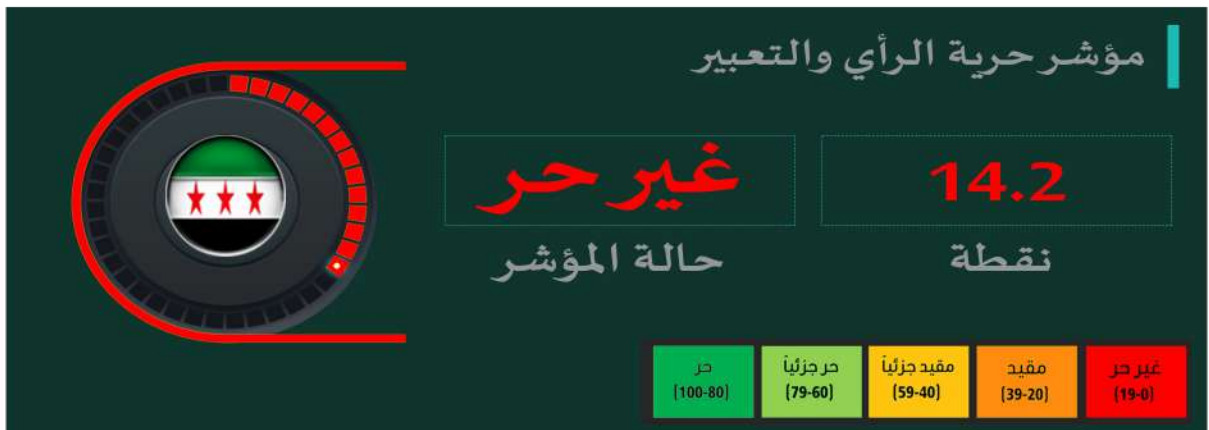 مؤشر حرية الرأي والتعبير
14.2
نقطة
غير حر
حالة المؤشر
غير حر
(19-0)
مقيد
(39-20)
مقيد جزئياً
(59-40)
حر جزئياً
(79-60)
حر
(100-80)